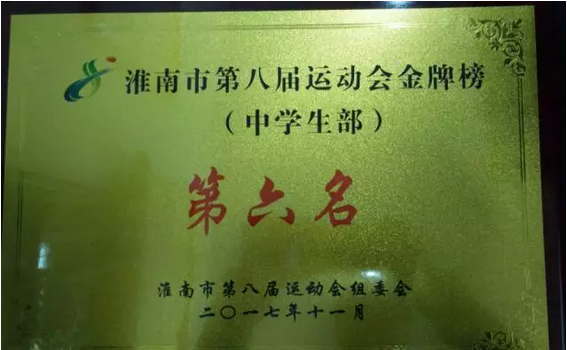 淮南市第八届运动会金牌榜
（中学生部）
第六名
淮南市第八届运动会组委会
二〇一七年十一月